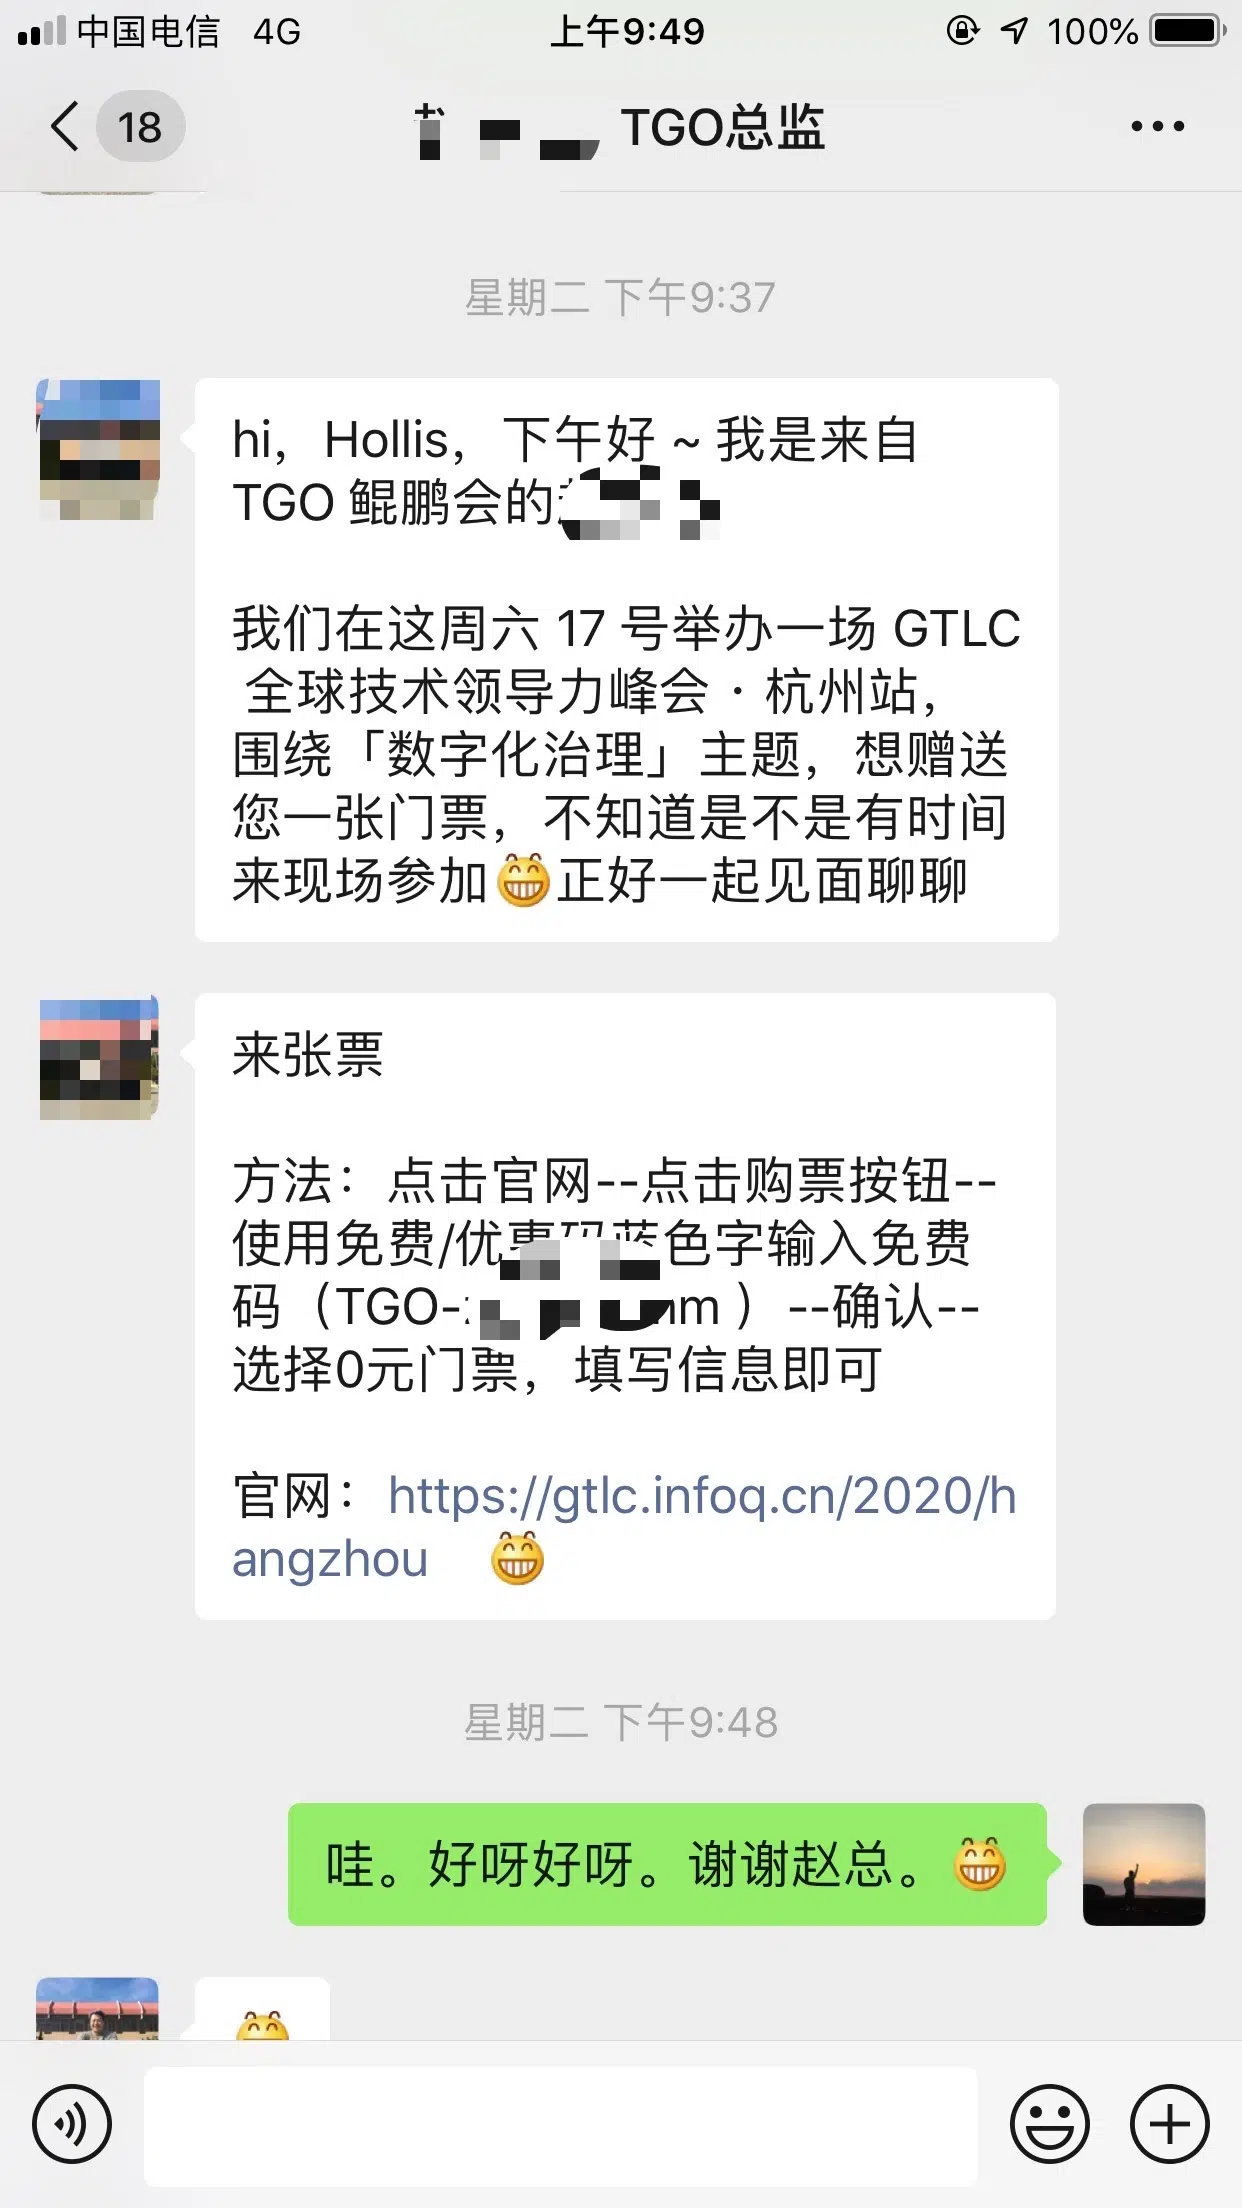 中国电信 4G 上午9:49 100%
18 TGO总监
星期二 下午9:37
hi，Hollis，下午好 ~ 我是来自
TGO 鲲鹏会的
我们在这周六 17 号举办一场 GTLC
全球技术领导力峰会 · 杭州站，
围绕「数字化治理」主题，想赠送
您一张门票，不知道是不是有时间
来现场参加😁正好一起见面聊聊
来张票
方法：点击官网--点击购票按钮--
使用免费/优惠码蓝色字输入免费
码（TGO- m ）--确认--
选择0元门票，填写信息即可
官网：https://gtlc.infoq.cn/2020/h
angzhou 😁
星期二 下午9:48
哇。好呀好呀。谢谢赵总。😁